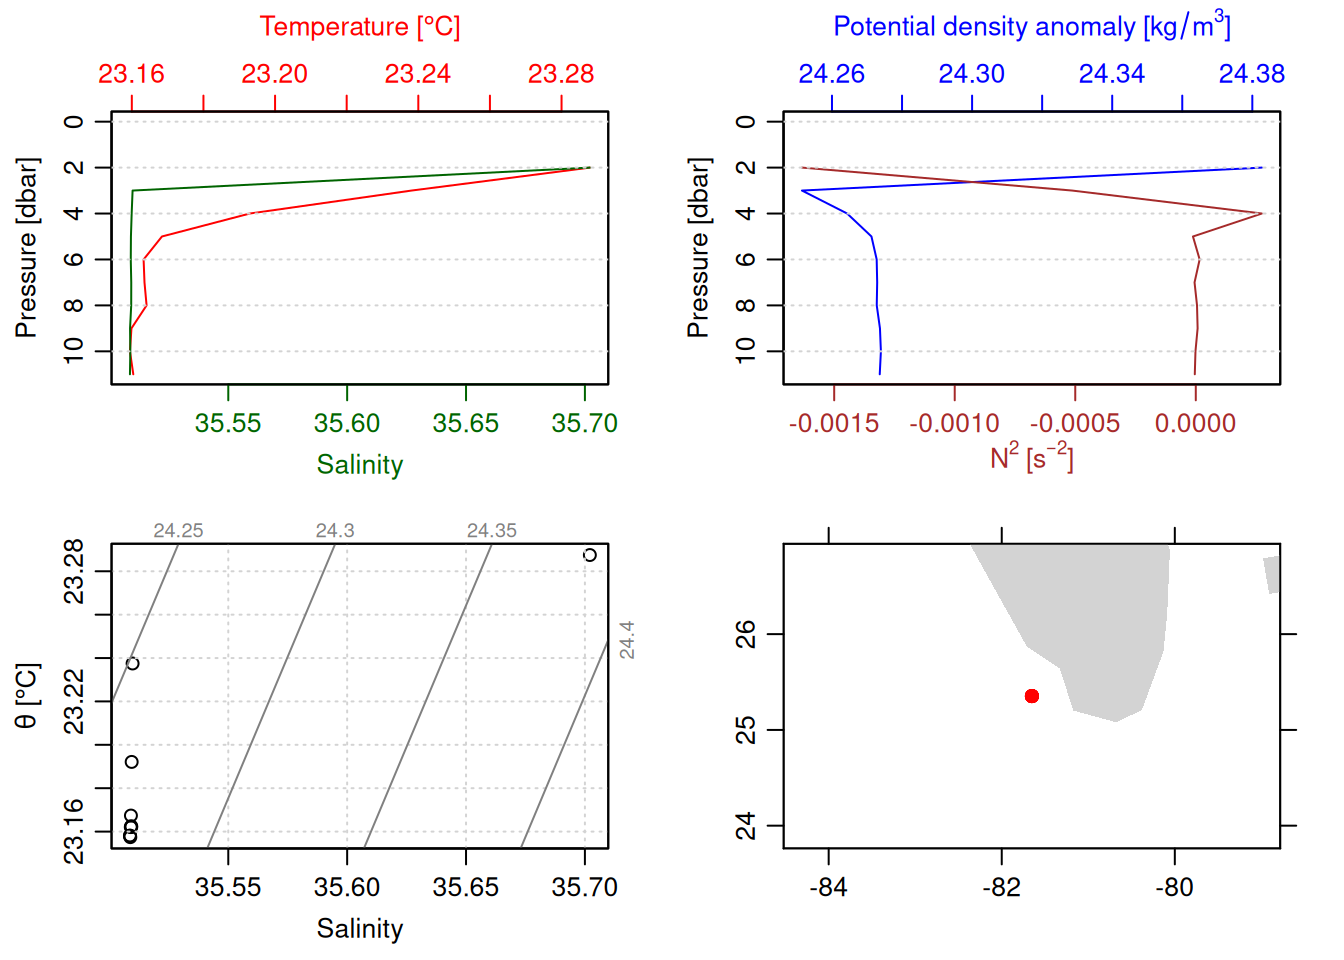 Temperature [°C]
23.16 23.20 23.24 23.28
Pressure [dbar]
0 2 4 6 8 10
35.55 35.60 35.65 35.70
Salinity
Potential density anomaly [kg/m³]
24.26 24.30 24.34 24.38
Pressure [dbar]
0 2 4 6 8 10
-0.0015 -0.0010 -0.0005 0.0000
N² [s⁻²]
24.25 24.3 24.35
24.4
θ [°C]
23.28 23.22 23.16
35.55 35.60 35.65 35.70
Salinity
26 25 24
-84 -82 -80